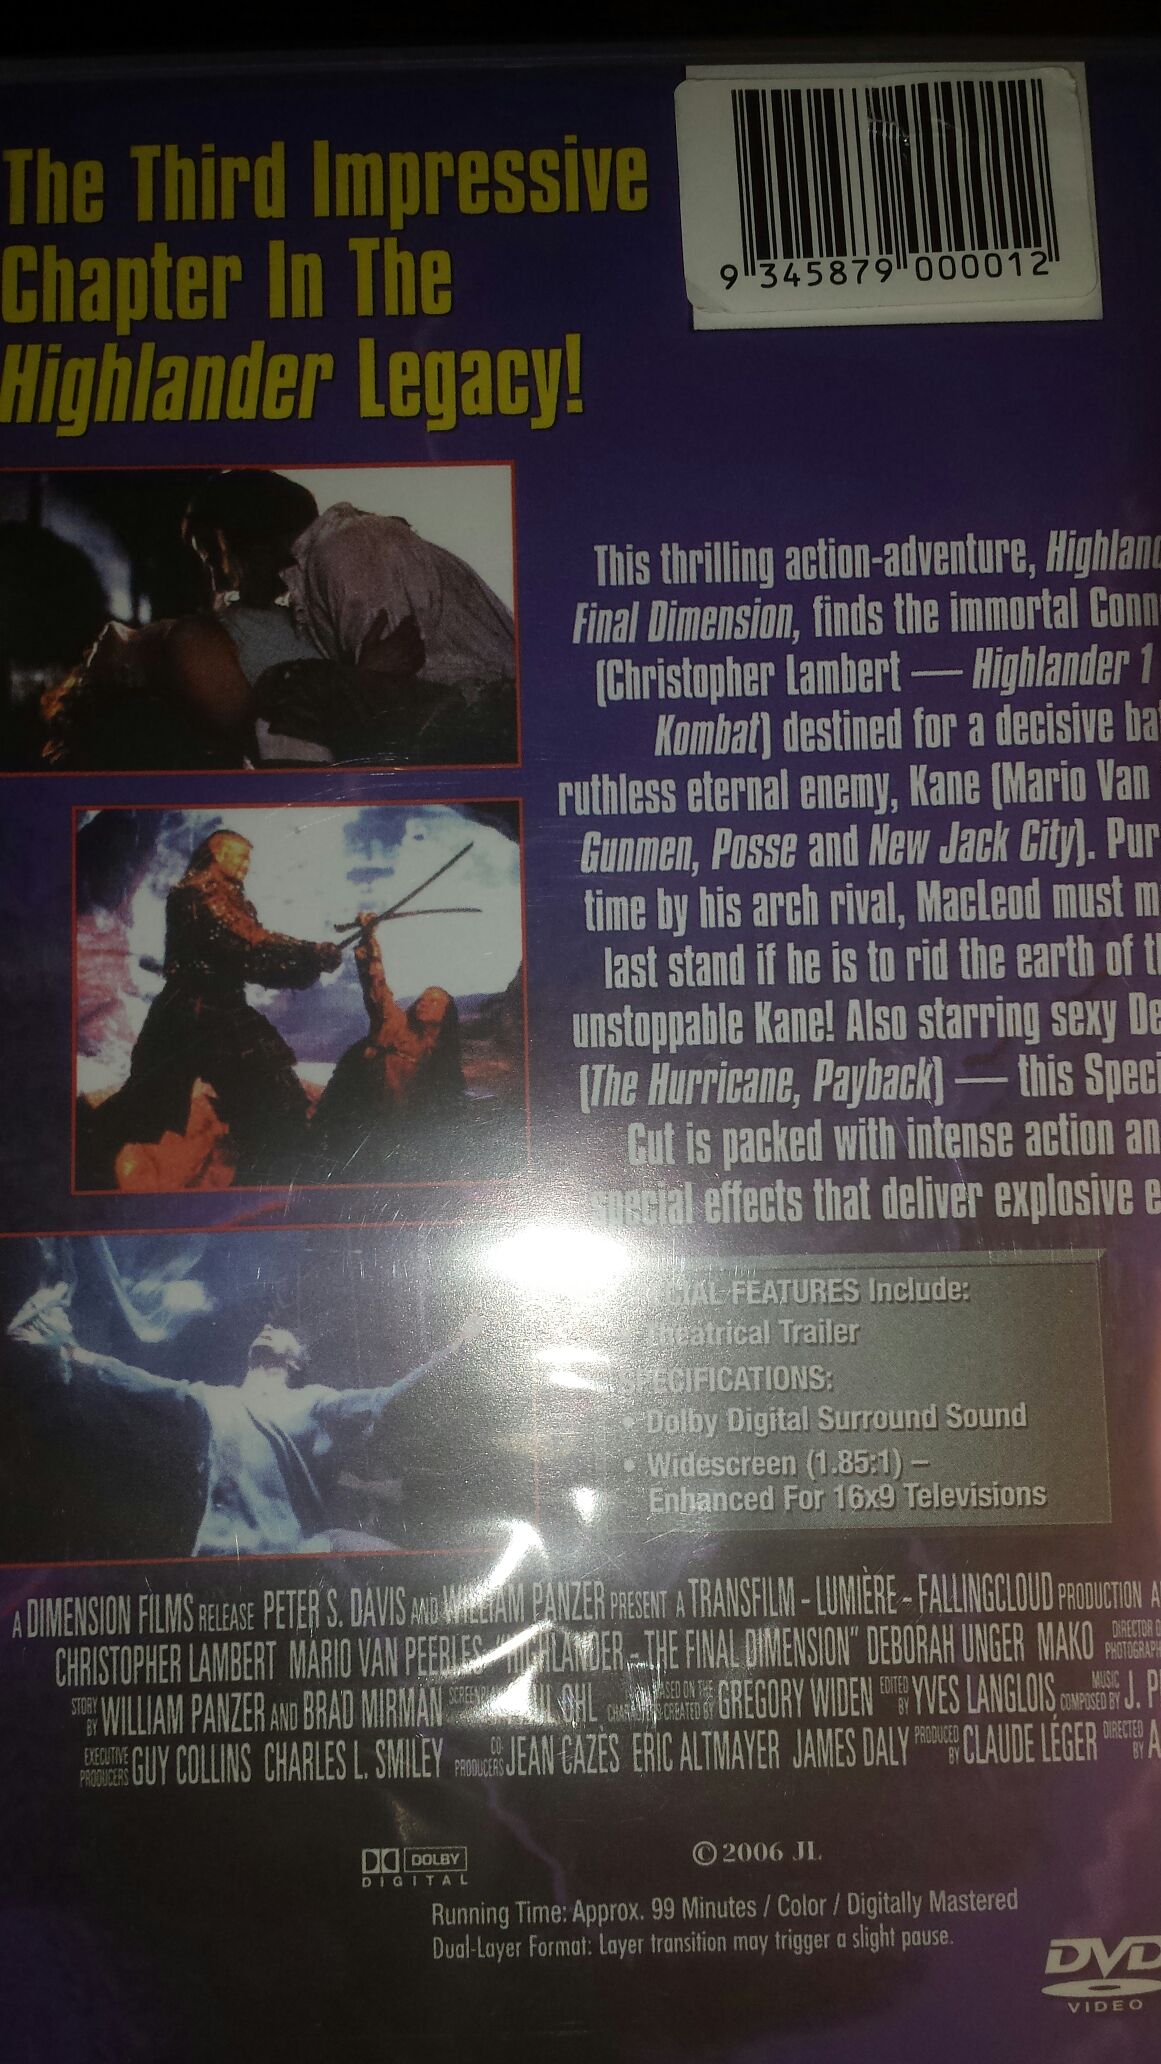 9 345879 000012
The Third Impressive
Chapter In The
Highlander Legacy!
This thrilling action-adventure, Highland
Final Dimension, finds the immortal Conn
(Christopher Lambert — Highlander 1
Kombat) destined for a decisive ba
ruthless eternal enemy, Kane (Mario Van
Gunmen, Posse and New Jack City). Pur
time by his arch rival, MacLeod must m
last stand if he is to rid the earth of th
unstoppable Kane! Also starring sexy De
(The Hurricane, Payback) — this Speci
Cut is packed with intense action an
special effects that deliver explosive e
CIAL FEATURES Include:
Theatrical Trailer
SPECIFICATIONS:
• Dolby Digital Surround Sound
• Widescreen (1.85:1) –
Enhanced For 16x9 Televisions
A DIMENSION FILMS RELEASE PETER S. DAVIS AND WILLIAM PANZER PRESENT A TRANSFILM - LUMIÈRE - FALLINGCLOUD PRODUCTION A
CHRISTOPHER LAMBERT MARIO VAN PEEBLES "HIGHLANDER - THE FINAL DIMENSION" DEBORAH UNGER MAKO DIRECTOR O PHOTOGRAPH
STORY BY WILLIAM PANZER AND BRAD MIRMAN OHL BASED ON THE CHARACTERS CREATED BY GREGORY WIDEN EDITED BY YVES LANGLOIS MUSIC COMPOSED BY J. P
EXECUTIVE PRODUCERS GUY COLLINS CHARLES L. SMILEY CO PRODUCERS JEAN CAZÈS ERIC ALTMAYER JAMES DALY PRODUCED BY CLAUDE LÉGER DIRECTED BY A
DOLBY
DIGITAL
© 2006 JL
Running Time: Approx. 99 Minutes / Color / Digitally Mastered
Dual-Layer Format: Layer transition may trigger a slight pause.
DVD
VIDEO